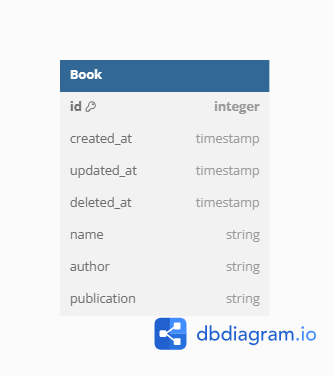 Book
id integer
created_at timestamp
updated_at timestamp
deleted_at timestamp
name string
author string
publication string
dbdiagram.io